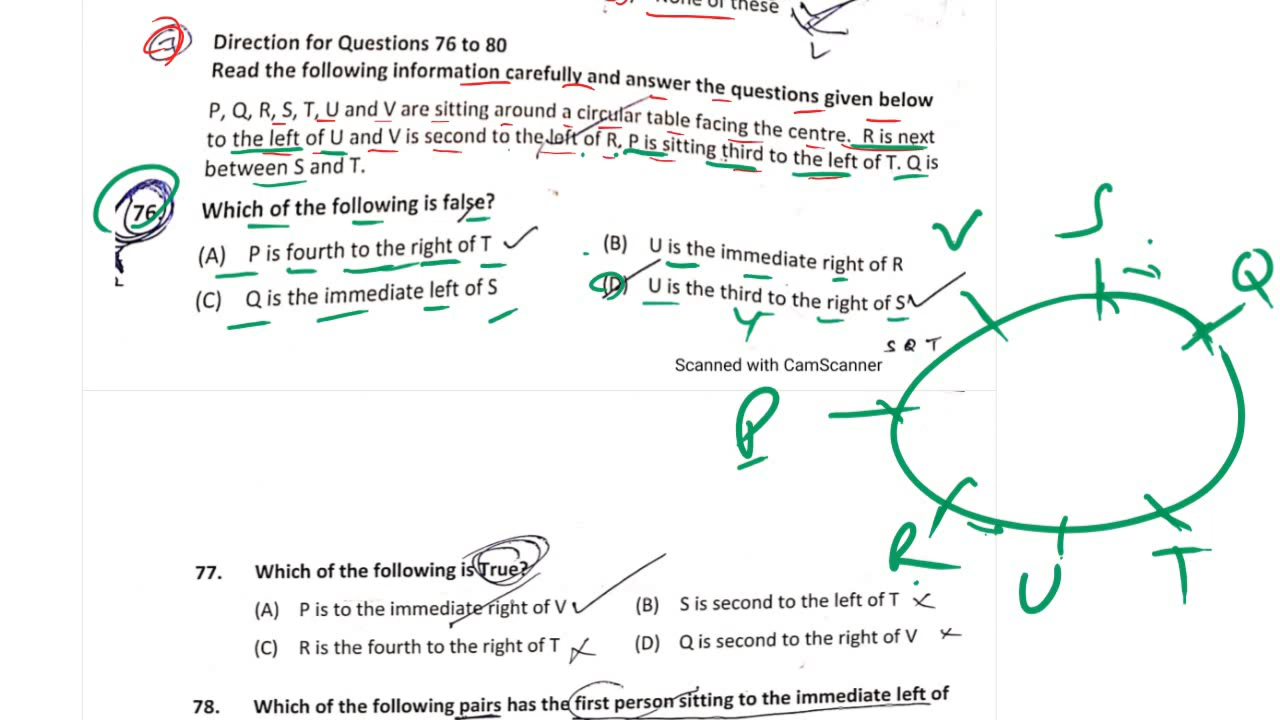 None of these
L
Direction for Questions 76 to 80
Read the following information carefully and answer the questions given below
P, Q, R, S, T, U and V are sitting around a circular table facing the centre. R is next
to the left of U and V is second to the left of R. P is sitting third to the left of T. Q is
between S and T.
76. Which of the following is false?
(A) P is fourth to the right of T
(B) U is the immediate right of R
(C) Q is the immediate left of S
(D) U is the third to the right of S
S Q T
Scanned with CamScanner
V
S
Q
P
R
U
T
77. Which of the following is True?
(A) P is to the immediate right of V
(B) S is second to the left of T
(C) R is the fourth to the right of T
(D) Q is second to the right of V
78. Which of the following pairs has the first person sitting to the immediate left of